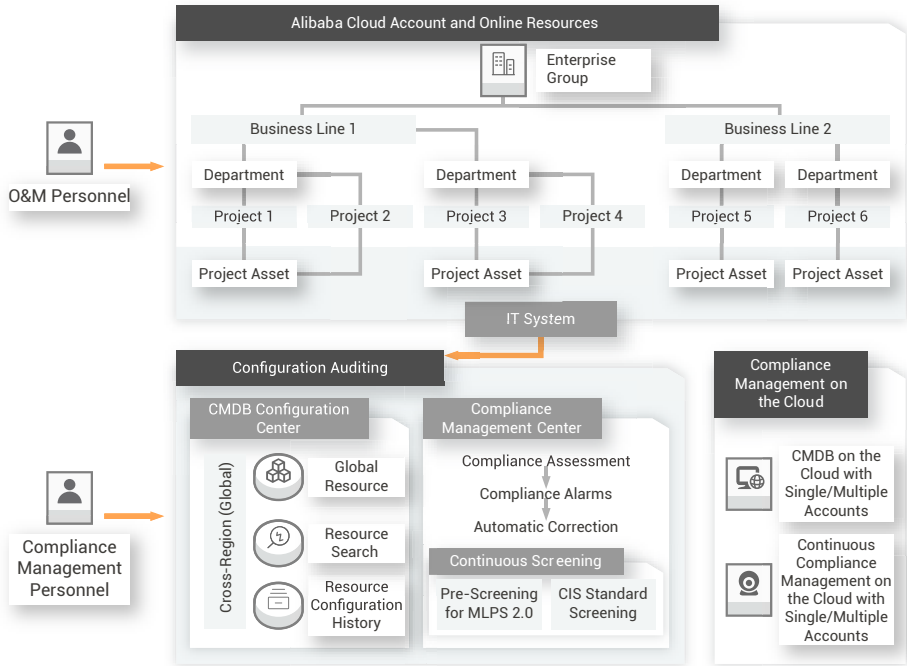 Alibaba Cloud Account and Online Resources
Enterprise
Group
Business Line 1
Business Line 2
Department
Department
Department
Department
O&M Personnel
Project 1
Project 2
Project 3
Project 4
Project 5
Project 6
Project Asset
Project Asset
Project Asset
Project Asset
IT System
Configuration Auditing
CMDB Configuration
Center
Cross-Region (Global)
Global
Resource
Resource
Search
Resource
Configuration
History
Compliance
Management Center
Compliance Assessment
Compliance Alarms
Automatic Correction
Continuous Screening
Pre-Screening
for MLPS 2.0
CIS Standard
Screening
Compliance
Management
Personnel
Compliance
Management on
the Cloud
CMDB on the
Cloud with
Single/Multiple
Accounts
Continuous
Compliance
Management on
the Cloud with
Single/Multiple
Accounts